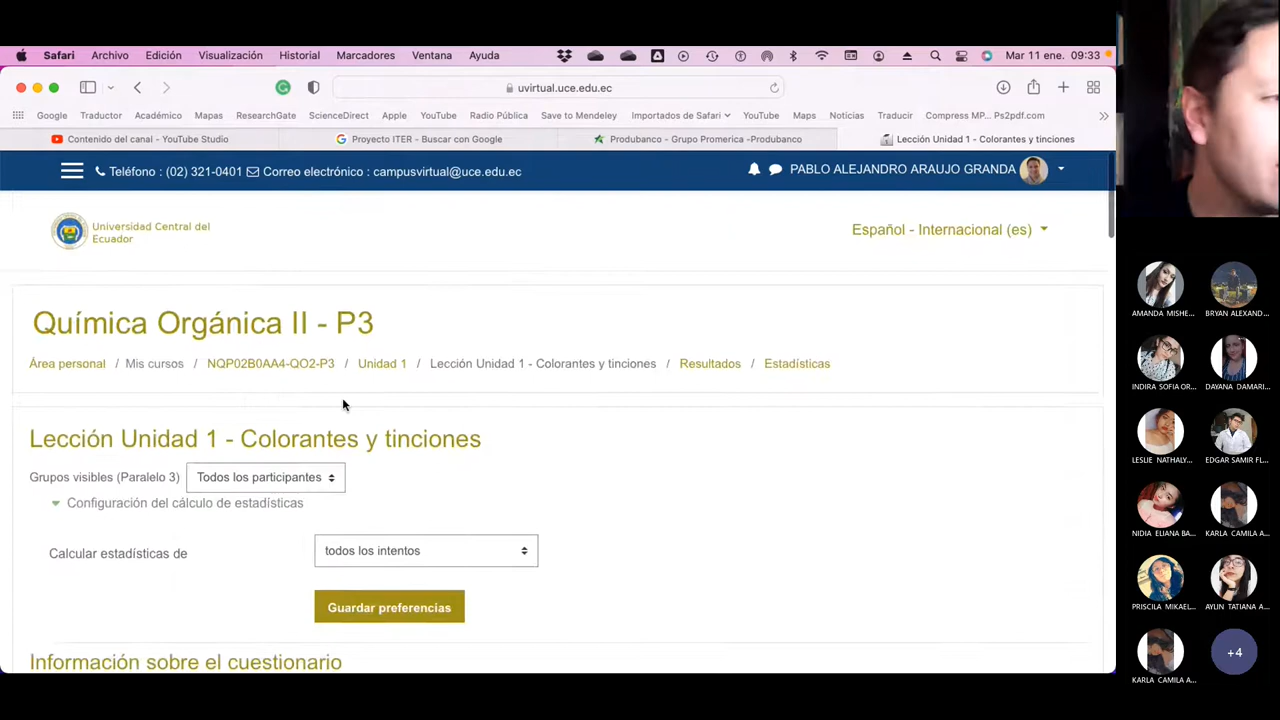 Safari Archivo Edición Visualización Historial Marcadores Ventana Ayuda Mar 11 ene. 09:33
uvirtual.uce.edu.ec
Google Traductor Académico Mapas ResearchGate ScienceDirect Apple YouTube Radio Pública Save to Mendeley Importados de Safari YouTube Maps Noticias Traducir Compress MP... Ps2pdf.com
Contenido del canal - YouTube Studio Proyecto ITER - Buscar con Google Produbanco - Grupo Promerica -Produbanco Lección Unidad 1 - Colorantes y tinciones
Teléfono : (02) 321-0401 Correo electrónico : campusvirtual@uce.edu.ec PABLO ALEJANDRO ARAUJO GRANDA
Universidad Central del
Ecuador
Español - Internacional (es)
Química Orgánica II - P3
Área personal / Mis cursos / NQP02B0AA4-QO2-P3 / Unidad 1 / Lección Unidad 1 - Colorantes y tinciones / Resultados / Estadísticas
Lección Unidad 1 - Colorantes y tinciones
Grupos visibles (Paralelo 3) Todos los participantes
Configuración del cálculo de estadísticas
Calcular estadísticas de todos los intentos
Guardar preferencias
Información sobre el cuestionario
AMANDA MISHE... BRYAN ALEXAND...
INDIRA SOFIA OR... DAYANA DAMARI...
LESLIE NATHALY... EDGAR SAMIR FL...
NIDIA ELIANA BA... KARLA CAMILA A...
PRISCILA MIKAEL... AYLIN TATIANA A...
KARLA CAMILA A... +4